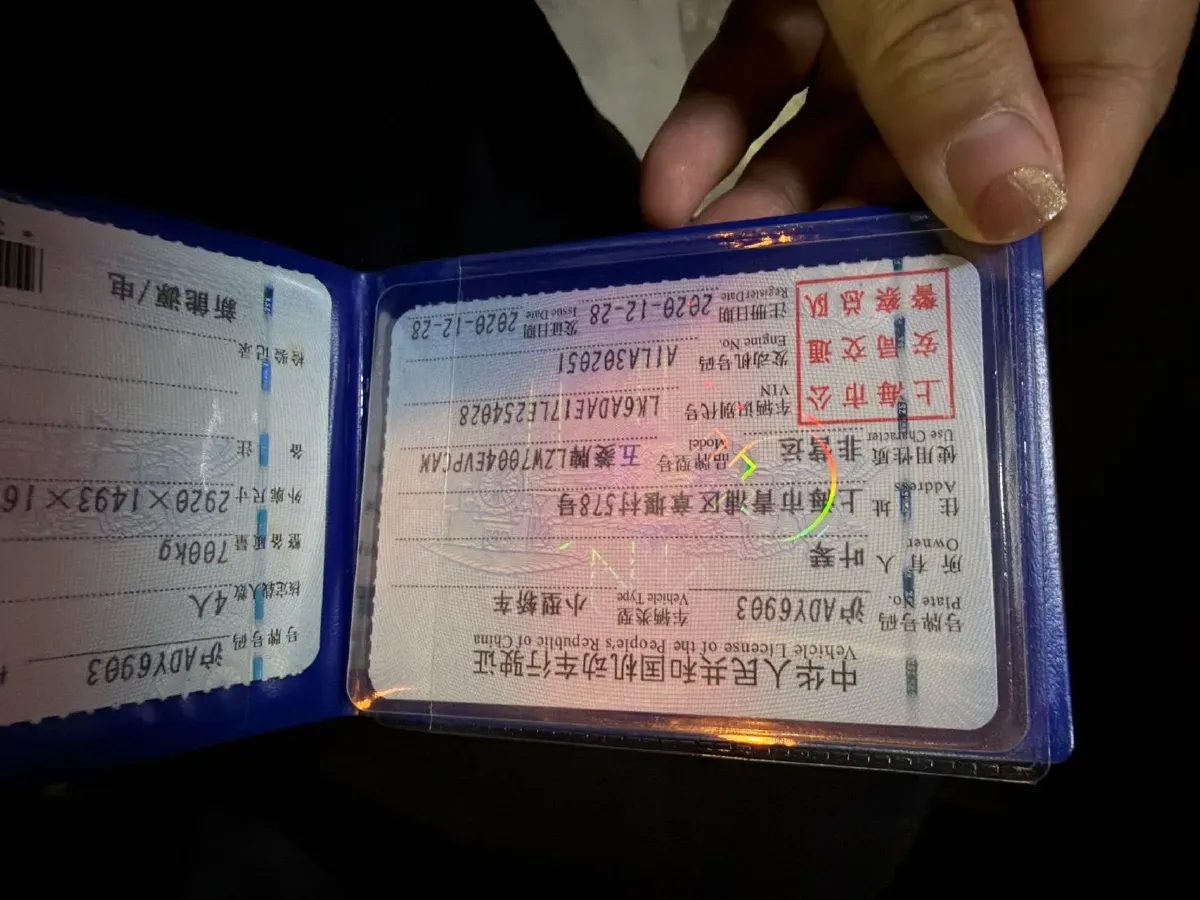 中华人民共和国机动车行驶证
Vehicle License of the People's Republic of China
号牌号码 沪ADY6903 车辆类型 小型轿车
Plate No. Vehicle Type
所有人 叶琴
Owner
住址 上海市青浦区章堰村578号
Address
使用性质 非营运 品牌型号 五菱牌LZW7004EVPCAM
Use Character Model
上海市公
安局交通
警察总队
车辆识别代号 LK6ADAE17LE254028
VIN
发动机号码 A1LA302051
Engine No.
注册日期 2020-12-28 发证日期 2020-12-28
Register Date Issue Date
号牌号码 沪ADY6903
核定载人数 4人
整备质量 700kg
外廓尺寸 2920×1493×16
备注
检验记录
新能源/电